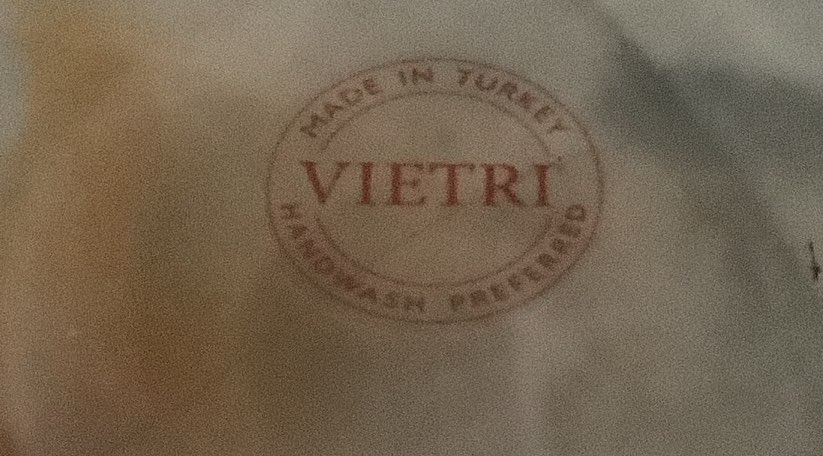 MADE IN TURKEY
VIETRI
HANDWASH PREFERRED